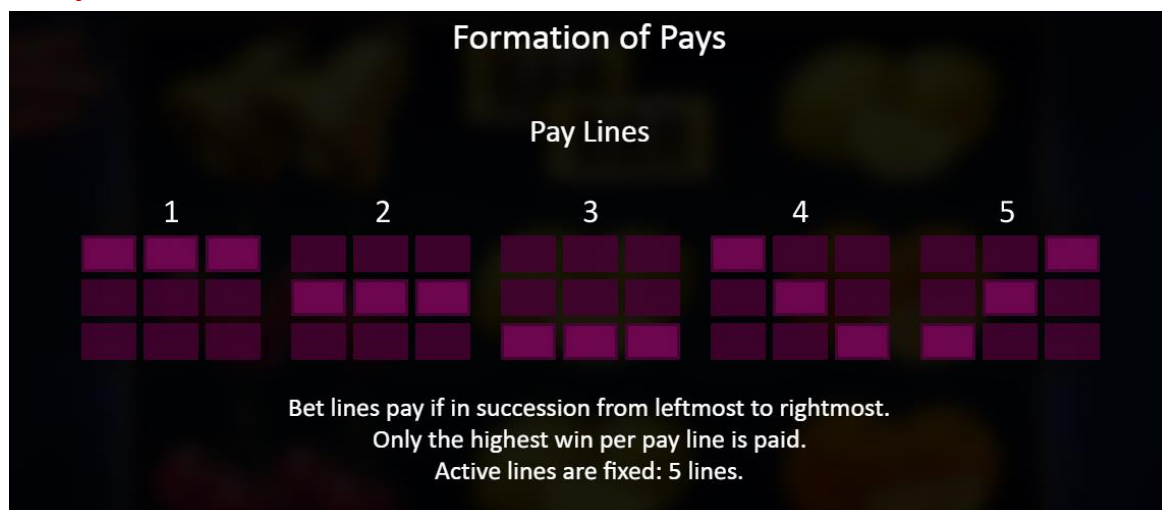 Formation of Pays
Pay Lines
1 2 3 4 5
Bet lines pay if in succession from leftmost to rightmost.
Only the highest win per pay line is paid.
Active lines are fixed: 5 lines.